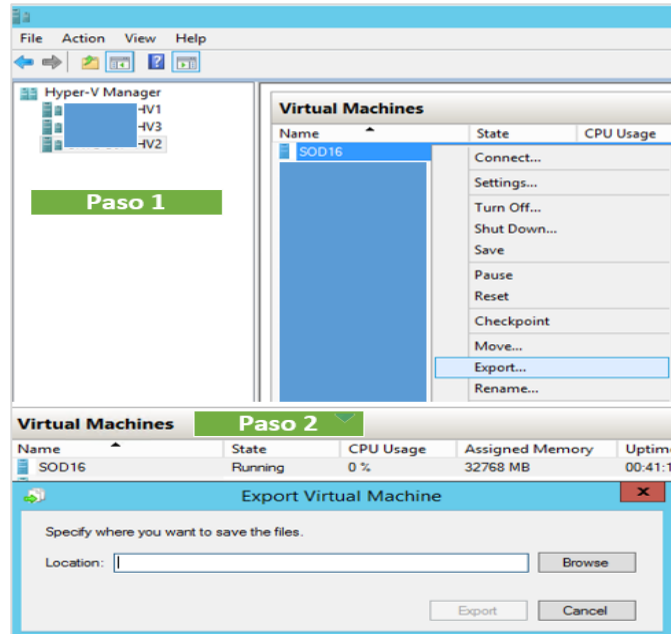 File Action View Help
Hyper-V Manager
HV1
HV3
HV2
Paso 1
Virtual Machines
Name State CPU Usage
SOD16
Connect...
Settings...
Turn Off...
Shut Down...
Save
Pause
Reset
Checkpoint
Move...
Export...
Rename...
Virtual Machines Paso 2
Name State CPU Usage Assigned Memory Uptim
SOD16 Running 0 % 32768 MB 00:41:1
Export Virtual Machine x
Specify where you want to save the files.
Location: Browse
Export Cancel